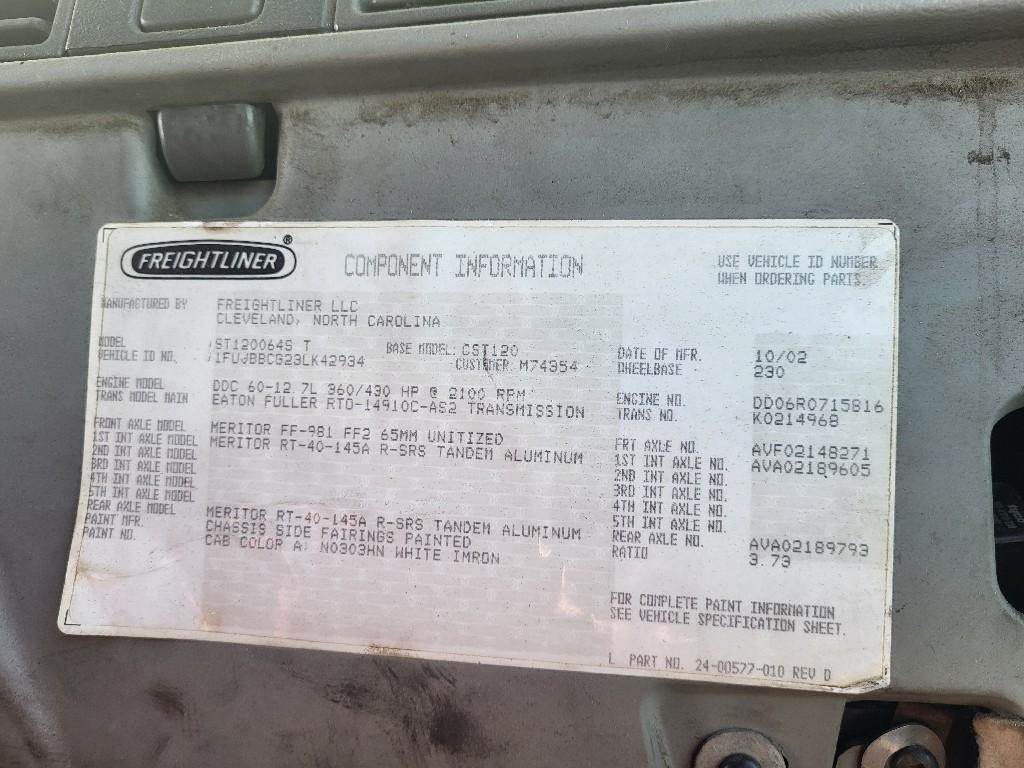 FREIGHTLINER ® COMPONENT INFORMATION USE VEHICLE ID NUMBER
WHEN ORDERING PARTS.
MANUFACTURED BY FREIGHTLINER LLC
CLEVELAND, NORTH CAROLINA
MODEL ST120064S T BASE MODEL: CST120 DATE OF MFR. 10/02
VEHICLE ID NO. 1FUJBBCG23LK42934 CUSTOMER: M74354 WHEELBASE 230
ENGINE MODEL DDC 60-12.7L 360/430 HP @ 2100 RPM ENGINE NO. DD06R0715816
TRANS MODEL MAIN EATON FULLER RTO-14910C-AS2 TRANSMISSION TRANS NO. K0214968
FRONT AXLE MODEL MERITOR FF-981 FF2 65MM UNITIZED FRT AXLE NO. AVF02148271
1ST INT AXLE MODEL MERITOR RT-40-145A R-SRS TANDEM ALUMINUM 1ST INT AXLE NO. AVA02189605
2ND INT AXLE MODEL 2ND INT AXLE NO.
3RD INT AXLE MODEL 3RD INT AXLE NO.
4TH INT AXLE MODEL 4TH INT AXLE NO.
5TH INT AXLE MODEL 5TH INT AXLE NO.
REAR AXLE MODEL MERITOR RT-40-145A R-SRS TANDEM ALUMINUM REAR AXLE NO. AVA02189793
PAINT MFR. CHASSIS SIDE FAIRINGS PAINTED RATIO 3.73
PAINT NO. CAB COLOR A: N0303HN WHITE IMRON
FOR COMPLETE PAINT INFORMATION
SEE VEHICLE SPECIFICATION SHEET.
PART NO. 24-00577-010 REV D